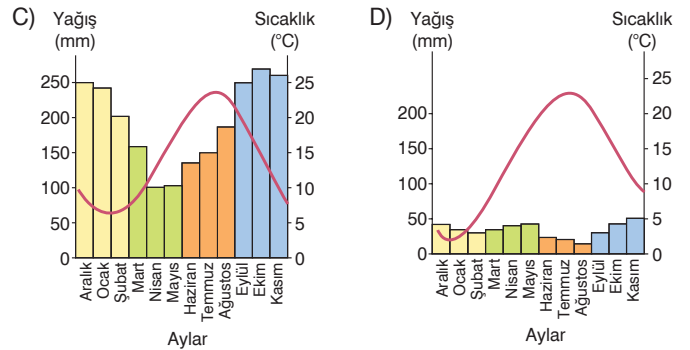 C)
Yağış
(mm)
Sıcaklık
(°C)
250
200
150
100
50
0
25
20
15
10
5
0
Aralık
Ocak
Şubat
Mart
Nisan
Mayıs
Haziran
Temmuz
Ağustos
Eylül
Ekim
Kasım
Aylar
D)
Yağış
(mm)
Sıcaklık
(°C)
200
150
100
50
0
25
20
15
10
5
0
Aralık
Ocak
Şubat
Mart
Nisan
Mayıs
Haziran
Temmuz
Ağustos
Eylül
Ekim
Kasım
Aylar